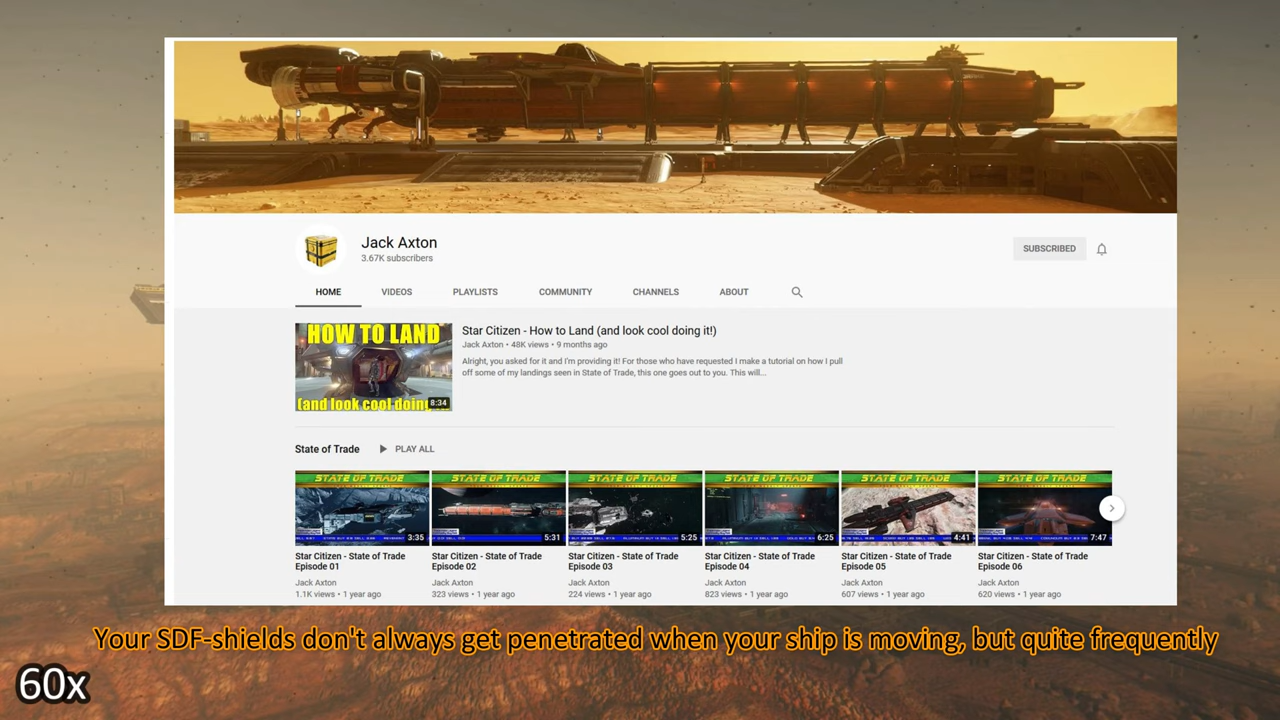 Jack Axton
3.67K subscribers
SUBSCRIBED
HOME VIDEOS PLAYLISTS COMMUNITY CHANNELS ABOUT
HOW TO LAND
(and look cool doing
8:34
Star Citizen - How to Land (and look cool doing it!)
Jack Axton • 48K views • 9 months ago
Alright, you asked for it and I'm providing it! For those who have requested I make a tutorial on how I pull
off some of my landings seen in State of Trade, this one goes out to you. This will...
State of Trade PLAY ALL
STATE OF TRADE STATE OF TRADE STATE OF TRADE STATE OF TRADE STATE OF TRADE STATE OF TRADE
3:35 5:31 5:25 6:25 4:41 7:47
Star Citizen - State of Trade Star Citizen - State of Trade Star Citizen - State of Trade Star Citizen - State of Trade Star Citizen - State of Trade Star Citizen - State of Trade
Episode 01 Episode 02 Episode 03 Episode 04 Episode 05 Episode 06
Jack Axton Jack Axton Jack Axton Jack Axton Jack Axton Jack Axton
1.1K views • 1 year ago 323 views • 1 year ago 224 views • 1 year ago 823 views • 1 year ago 607 views • 1 year ago 620 views • 1 year ago
Your SDF-shields don't always get penetrated when your ship is moving, but quite frequently
60x